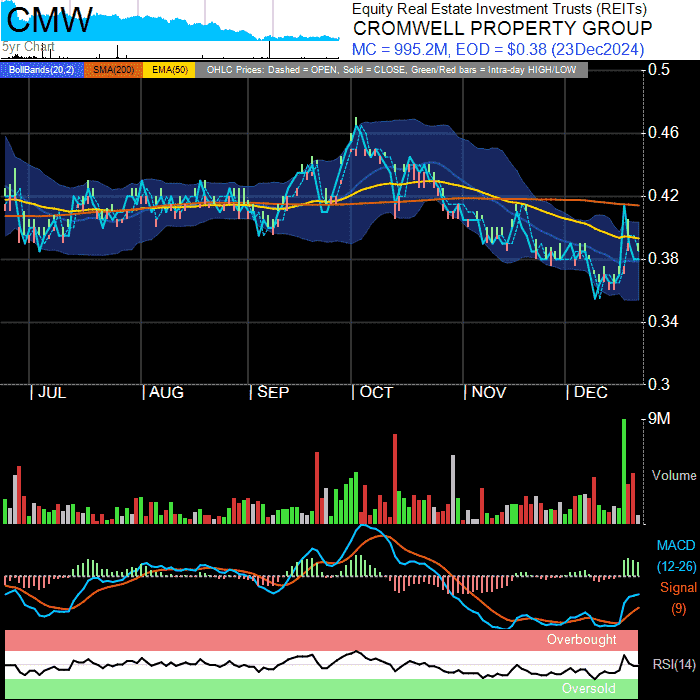 CMW
5yr Chart
Equity Real Estate Investment Trusts (REITs)
CROMWELL PROPERTY GROUP
MC = 995.2M, EOD = $0.38 (23Dec2024)
BollBands(20,2) SMA(200) EMA(50) OHLC Prices: Dashed = OPEN, Solid = CLOSE, Green/Red bars = Intra-day HIGH/LOW
0.5
0.46
0.42
0.38
0.34
0.3
JUL AUG SEP OCT NOV DEC
9M
Volume
MACD
(12-26)
Signal
(9)
Overbought
RSI(14)
Oversold